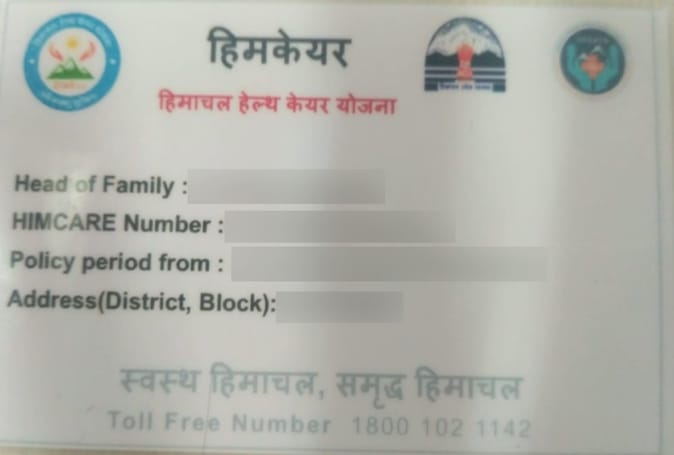 हिमकेयर
हिमाचल हेल्थ केयर योजना
Head of Family :
HIMCARE Number :
Policy period from :
Address(District, Block):
स्वस्थ हिमाचल, समृद्ध हिमाचल
Toll Free Number 1800 102 1142